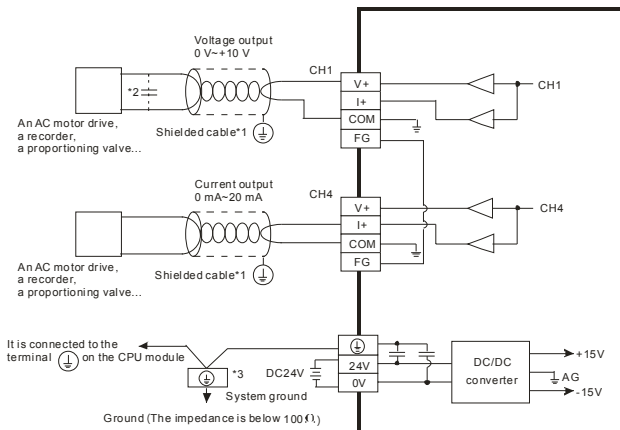 Voltage output
0 V~+10 V
CH1
*2
V+
I+
COM
FG
CH1
An AC motor drive,
a recorder,
a proportioning valve...
Shielded cable*1
Current output
0 mA~20 mA
CH4
V+
I+
COM
FG
CH4
An AC motor drive,
a recorder,
a proportioning valve...
Shielded cable*1
It is connected to the
terminal on the CPU module
*3
DC24V
24V
0V
DC/DC
converter
+15V
AG
-15V
System ground
Ground (The impedance is below 100Ω.)